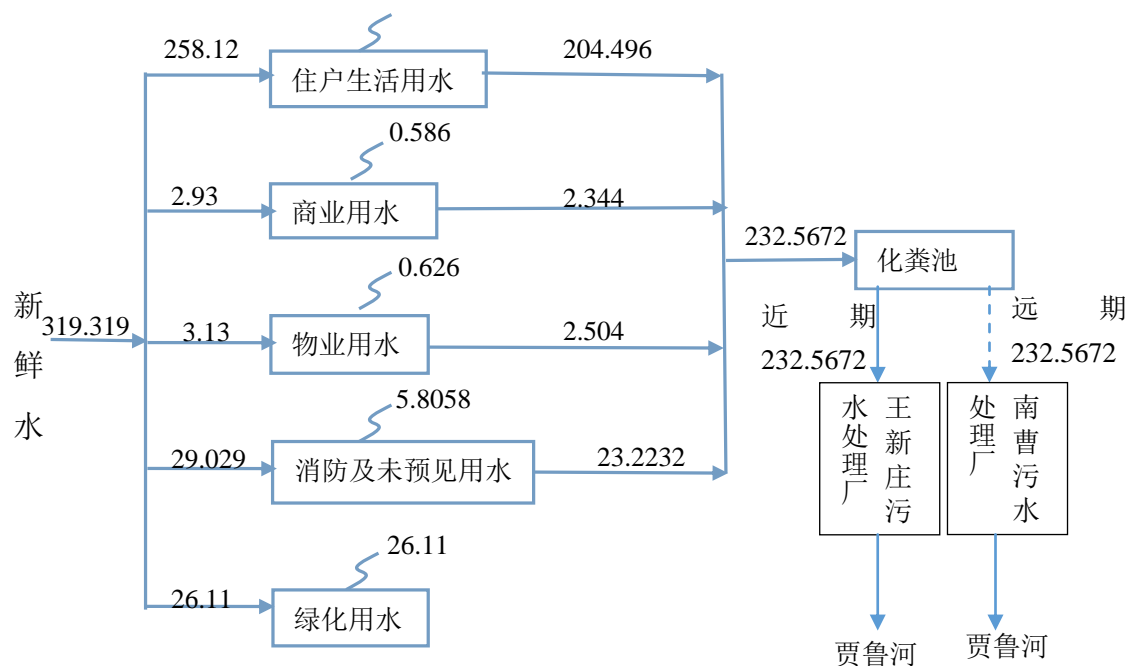 258.12
住户生活用水
204.496
0.586
2.93
商业用水
2.344
232.5672
化粪池
0.626
新鲜水
319.319
3.13
物业用水
2.504
近期
232.5672
远期
232.5672
5.8058
29.029
消防及未预见用水
23.2232
王新庄污
水处理厂
南曹污水
处理厂
26.11
26.11
绿化用水
贾鲁河
贾鲁河